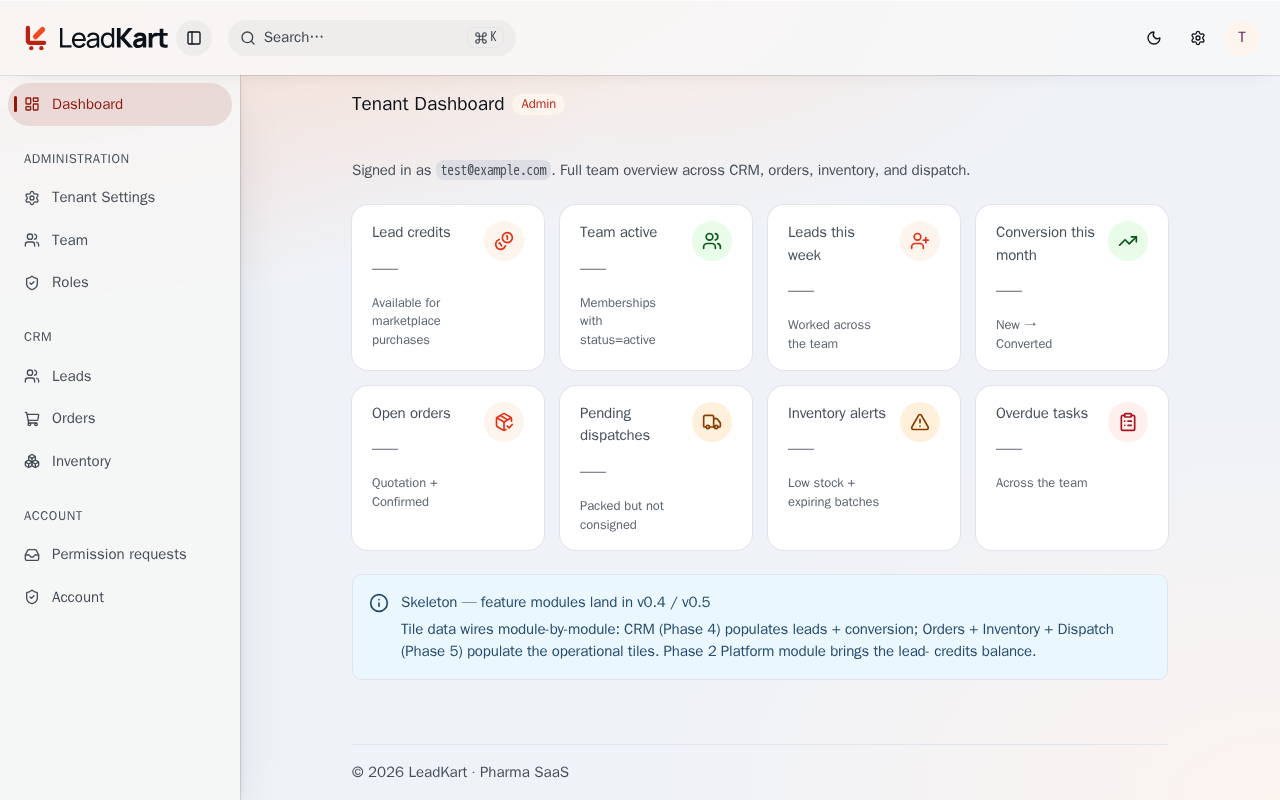 LeadKart
Search…
⌘K
T
Dashboard
ADMINISTRATION
Tenant Settings
Team
Roles
CRM
Leads
Orders
Inventory
ACCOUNT
Permission requests
Account
Tenant Dashboard Admin
Signed in as test@example.com. Full team overview across CRM, orders, inventory, and dispatch.
Lead credits
—
Available for
marketplace
purchases
Team active
—
Memberships
with
status=active
Leads this
week
—
Worked across
the team
Conversion this
month
—
New →
Converted
Open orders
—
Quotation +
Confirmed
Pending
dispatches
—
Packed but not
consigned
Inventory alerts
—
Low stock +
expiring batches
Overdue tasks
—
Across the team
Skeleton — feature modules land in v0.4 / v0.5
Tile data wires module-by-module: CRM (Phase 4) populates leads + conversion; Orders + Inventory + Dispatch
(Phase 5) populate the operational tiles. Phase 2 Platform module brings the lead- credits balance.
© 2026 LeadKart · Pharma SaaS